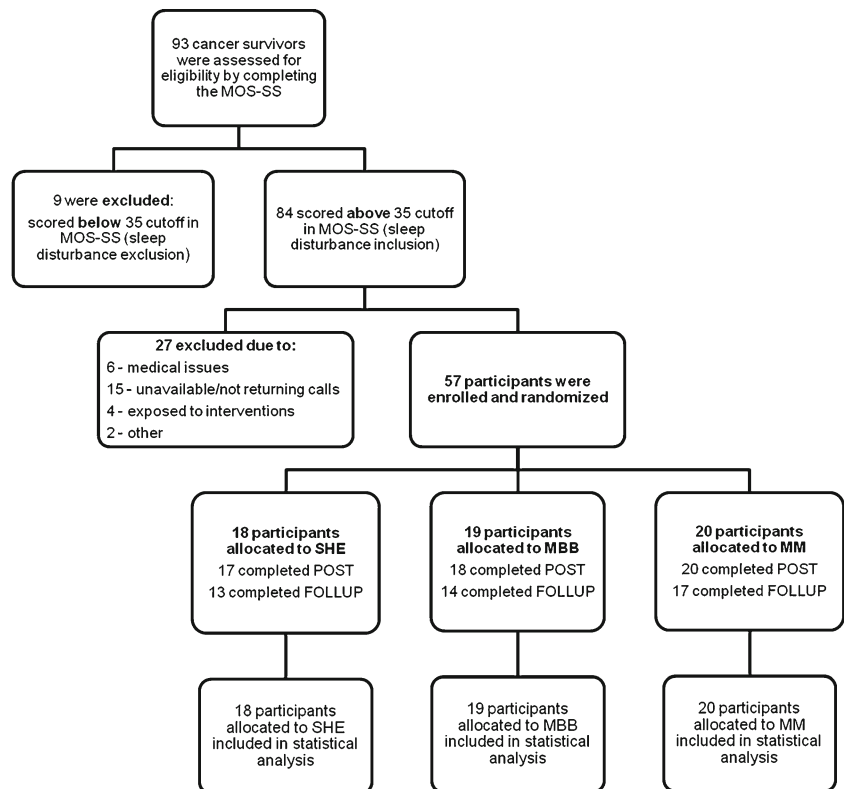 93 cancer survivors
were assessed for
eligibility by completing
the MOS-SS
9 were excluded:
scored below 35 cutoff in
MOS-SS (sleep
disturbance exclusion)
84 scored above 35 cutoff
in MOS-SS (sleep
disturbance inclusion)
27 excluded due to:
6 - medical issues
15 - unavailable/not returning calls
4 - exposed to interventions
2 - other
57 participants were
enrolled and randomized
18 participants
allocated to SHE
17 completed POST
13 completed FOLLUP
19 participants
allocated to MBB
18 completed POST
14 completed FOLLUP
20 participants
allocated to MM
20 completed POST
17 completed FOLLUP
18 participants
allocated to SHE
included in statistical
analysis
19 participants
allocated to MBB
included in statistical
analysis
20 participants
allocated to MM
included in statistical
analysis